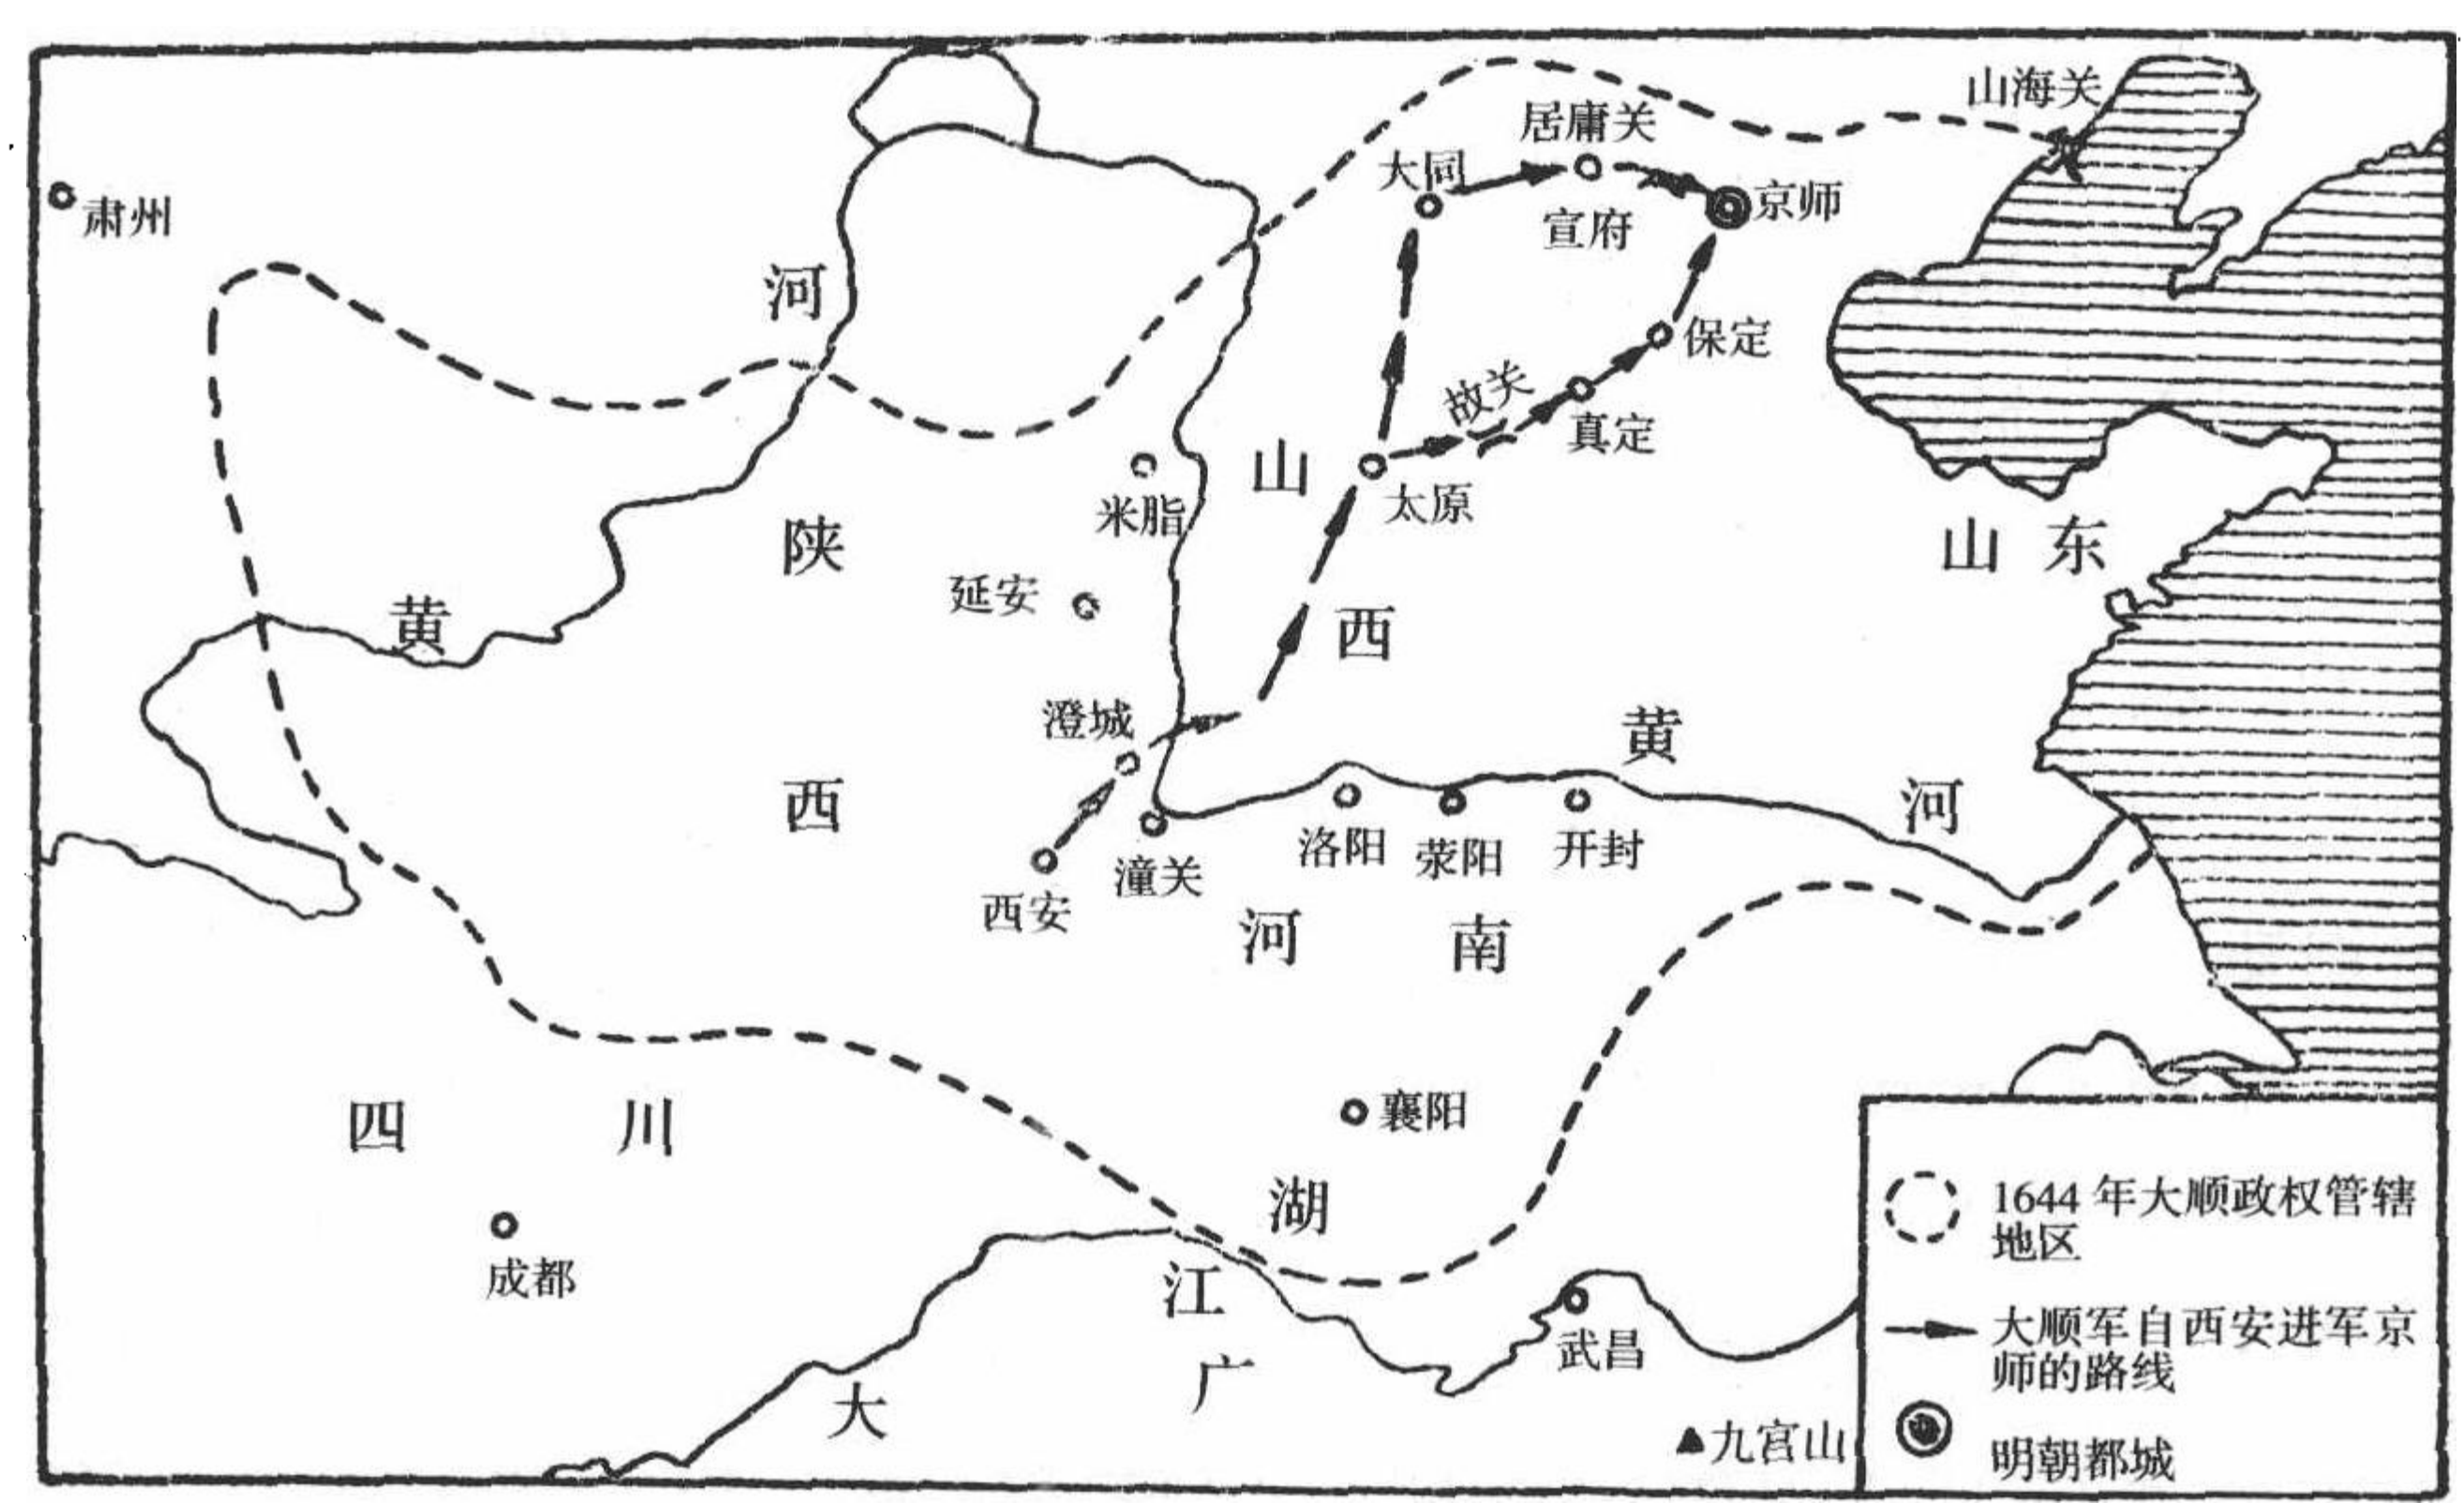 山海关
居庸关
大同
京师
宣府
肃州
河
保定
故关
真定
山
太原
米脂
陕
山东
延安
黄
西
澄城
黄
西
河
洛阳
荥阳
开封
潼关
西安
河南
四川
襄阳
湖
成都
江
武昌
广
大
九宫山
1644年大顺政权管辖
地区
大顺军自西安进军京
师的路线
明朝都城